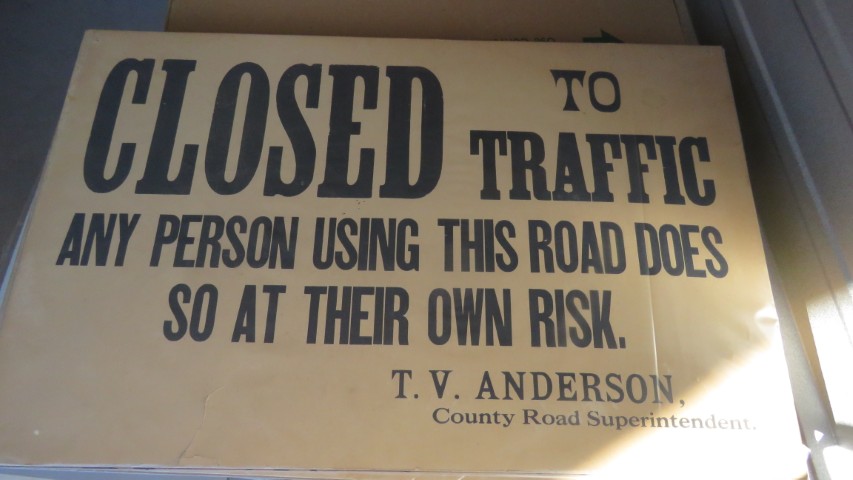 CLOSED TO TRAFFIC
ANY PERSON USING THIS ROAD DOES
SO AT THEIR OWN RISK.
T. V. ANDERSON,
County Road Superintendent.